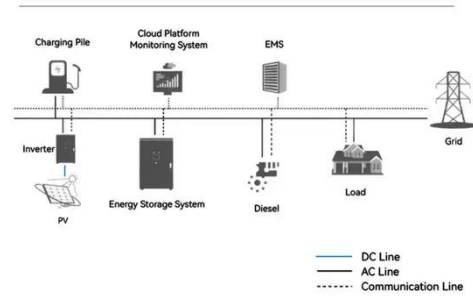 Charging Pile
Cloud Platform
Monitoring System
EMS
Grid
Inverter
PV
Energy Storage System
Diesel
Load
DC Line
AC Line
Communication Line